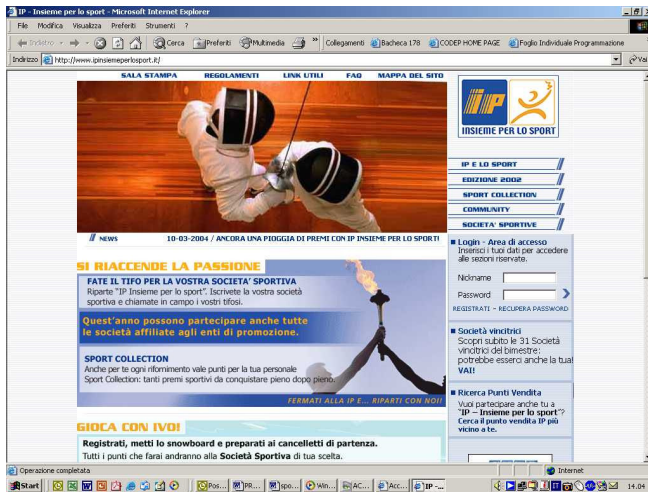 IP - Insieme per lo sport - Microsoft Internet Explorer
File Modifica Visualizza Preferiti Strumenti ?
Indietro Cerca Preferiti Multimedia » Collegamenti Bacheca 178 CODEP HOME PAGE Foglio Individuale Programmazione
Indirizzo http://www.ipinsiemeperlosport.it/ Vai
SALA STAMPA REGOLAMENTI LINK UTILI FAQ MAPPA DEL SITO
IP
INSIEME PER LO SPORT
IP E LO SPORT
EDIZIONE 2002
SPORT COLLECTION
COMMUNITY
SOCIETA' SPORTIVE
// NEWS 10-03-2004 / ANCORA UNA PIOGGIA DI PREMI CON IP INSIEME PER LO SPORT!
SI RIACCENDE LA PASSIONE
FATE IL TIFO PER LA VOSTRA SOCIETA' SPORTIVA
Riparte "IP Insieme per lo sport". Iscrivete la vostra società
sportiva e chiamate in campo i vostri tifosi.
Quest'anno possono partecipare anche tutte
le società affiliate agli enti di promozione.
SPORT COLLECTION
Anche per te ogni rifornimento vale punti per la tua personale
Sport Collection: tanti premi sportivi da conquistare pieno dopo pieno.
FERMATI ALLA IP E... RIPARTI CON NOI!
GIOCA CON IVO!
Registrati, metti lo snowboard e preparati ai cancelletti di partenza.
Tutti i punti che farai andranno alla Società Sportiva di tua scelta.
Login - Area di accesso
Inserisci i tuoi dati per accedere
alle sezioni riservate.
Nickname
Password
REGISTRATI - RECUPERA PASSWORD
Società vincitrici
Scopri subito le 31 Società
vincitrici del bimestre:
potrebbe esserci anche la tua!
VAI!
Ricerca Punti Vendita
Vuoi partecipare anche tu a
"IP – Insieme per lo sport"?
Cerca il punto vendita IP più
vicino a te.
Operazione completata Internet
Start Pos... PR... spo... Win... AC... Acc... IP -... 14.04